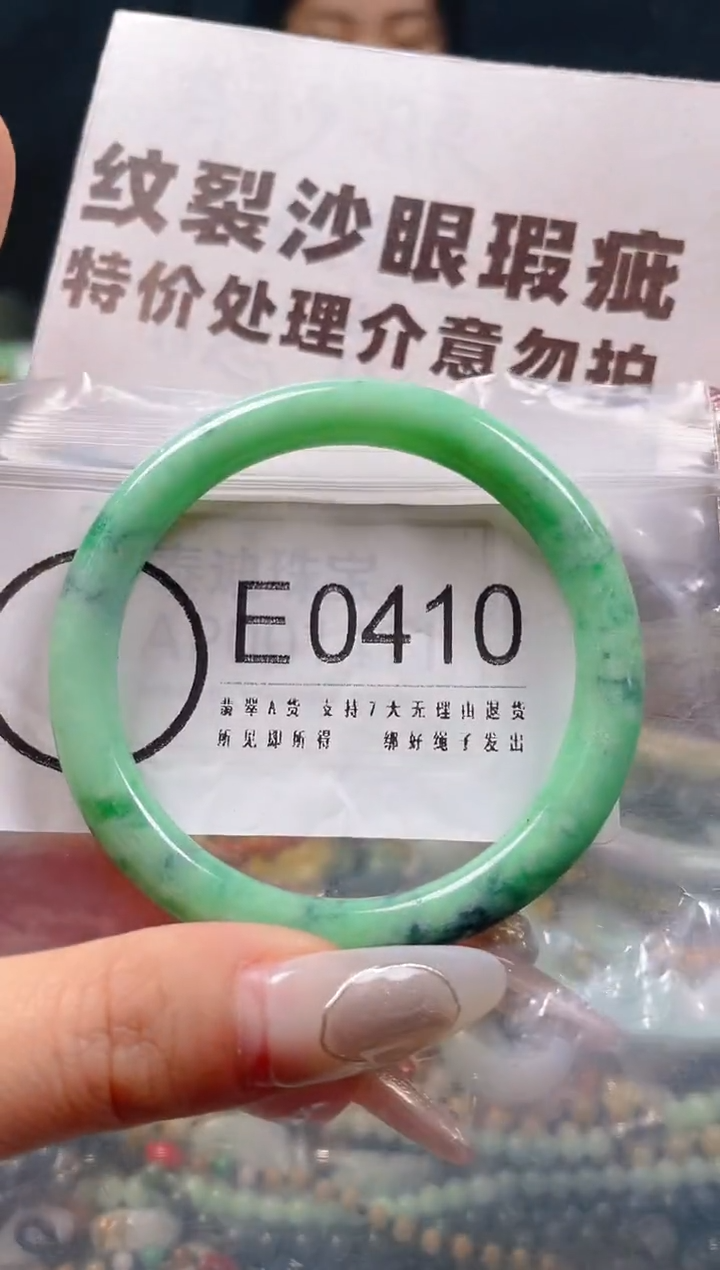 纹裂沙眼瑕疵
特价处理介意勿拍
E0410
翡翠A货 支持7天无理由退货
所见即所得 绑好绳子发出